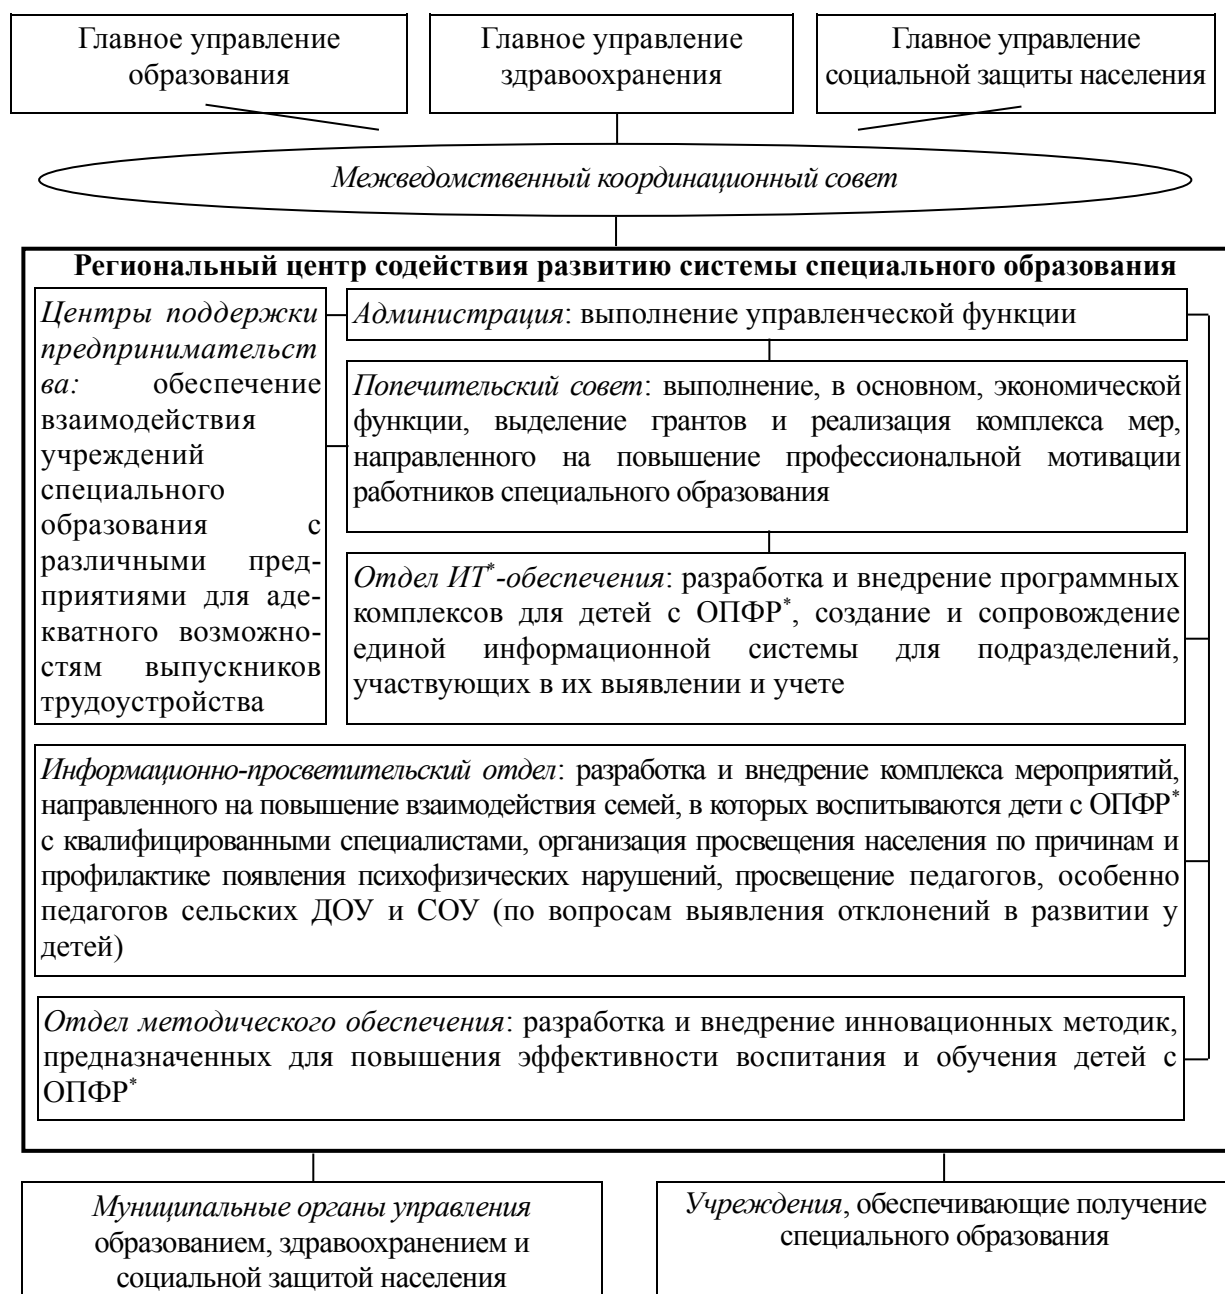 Главное управление
образования
Главное управление
здравоохранения
Главное управление
социальной защиты населения
Межведомственный координационный совет
Региональный центр содействия развитию системы специального образования
Центры поддержки
предпринимательст
ва: обеспечение
взаимодействия
учреждений
специального
образования с
различными пред-
приятиями для аде-
кватного возможно-
стям выпускников
трудоустройства
Администрация: выполнение управленческой функции
Попечительский совет: выполнение, в основном, экономической
функции, выделение грантов и реализация комплекса мер,
направленного на повышение профессиональной мотивации
работников специального образования
Отдел ИТ*-обеспечения: разработка и внедрение программных
комплексов для детей с ОПФР*, создание и сопровождение
единой информационной системы для подразделений,
участвующих в их выявлении и учете
Информационно-просветительский отдел: разработка и внедрение комплекса мероприятий,
направленного на повышение взаимодействия семей, в которых воспитываются дети с ОПФР*
с квалифицированными специалистами, организация просвещения населения по причинам и
профилактике появления психофизических нарушений, просвещение педагогов, особенно
педагогов сельских ДОУ и СОУ (по вопросам выявления отклонений в развитии у
детей)
Отдел методического обеспечения: разработка и внедрение инновационных методик,
предназначенных для повышения эффективности воспитания и обучения детей с
ОПФР*
Муниципальные органы управления
образованием, здравоохранением и
социальной защитой населения
Учреждения, обеспечивающие получение
специального образования